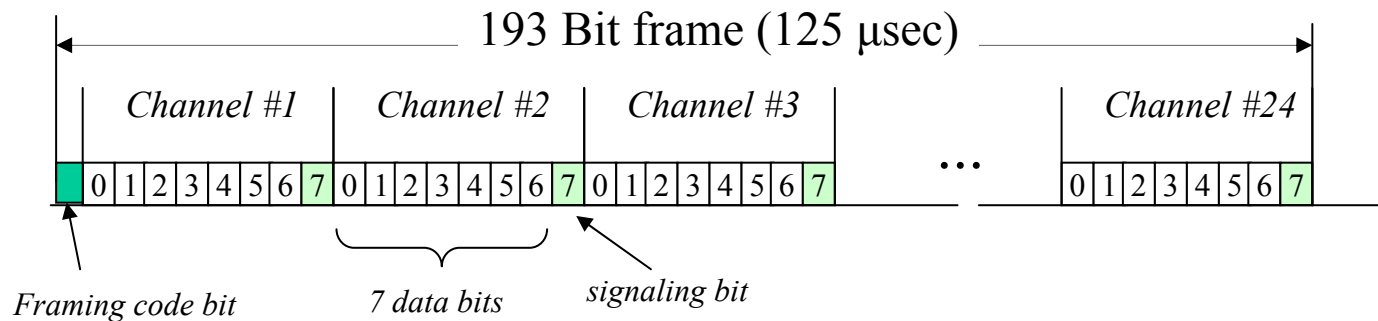 193 Bit frame (125 μsec)
Channel #1 Channel #2 Channel #3 Channel #24
0 1 2 3 4 5 6 7 0 1 2 3 4 5 6 7 0 1 2 3 4 5 6 7 ... 0 1 2 3 4 5 6 7
Framing code bit 7 data bits signaling bit